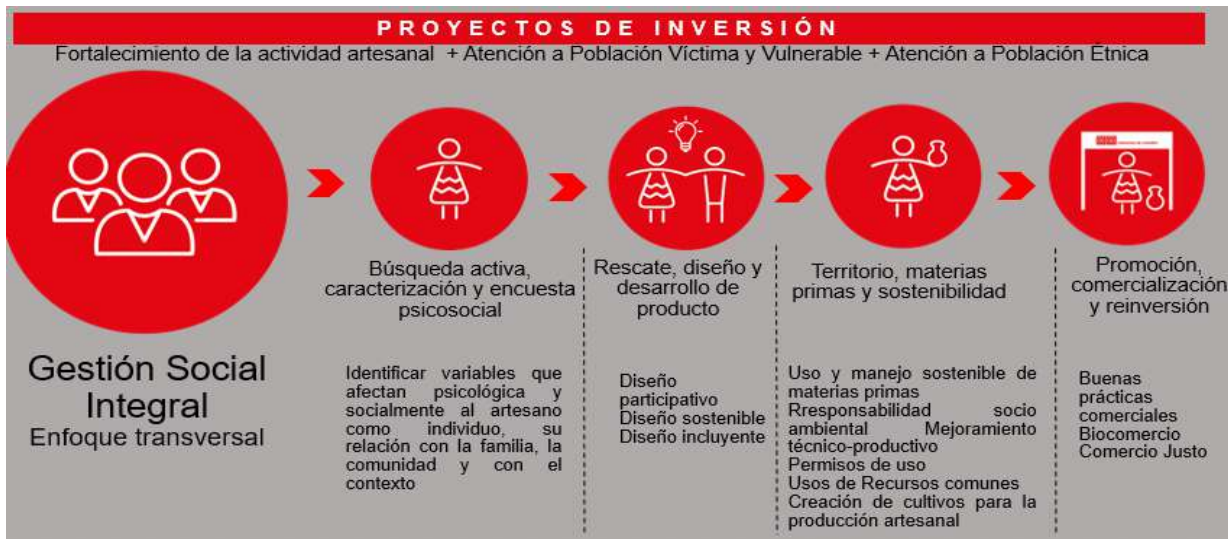 PROYECTOS DE INVERSIÓN
Fortalecimiento de la actividad artesanal + Atención a Población Víctima y Vulnerable + Atención a Población Étnica
Gestión Social
Integral
Enfoque transversal
Búsqueda activa,
caracterización y encuesta
psicosocial
Identificar variables que
afectan psicológica y
socialmente al artesano
como individuo, su
relación con la familia, la
comunidad y con el
contexto
Rescate, diseño y
desarrollo de
producto
Diseño
participativo
Diseño sostenible
Diseño incluyente
Territorio, materias
primas y sostenibilidad
Uso y manejo sostenible de
materias primas
Rresponsabilidad socio
ambiental Mejoramiento
técnico-productivo
Permisos de uso
Usos de Recursos comunes
Creación de cultivos para la
producción artesanal
Promoción,
comercialización
y reinversión
Buenas
prácticas
comerciales
Biocomercio
Comercio Justo